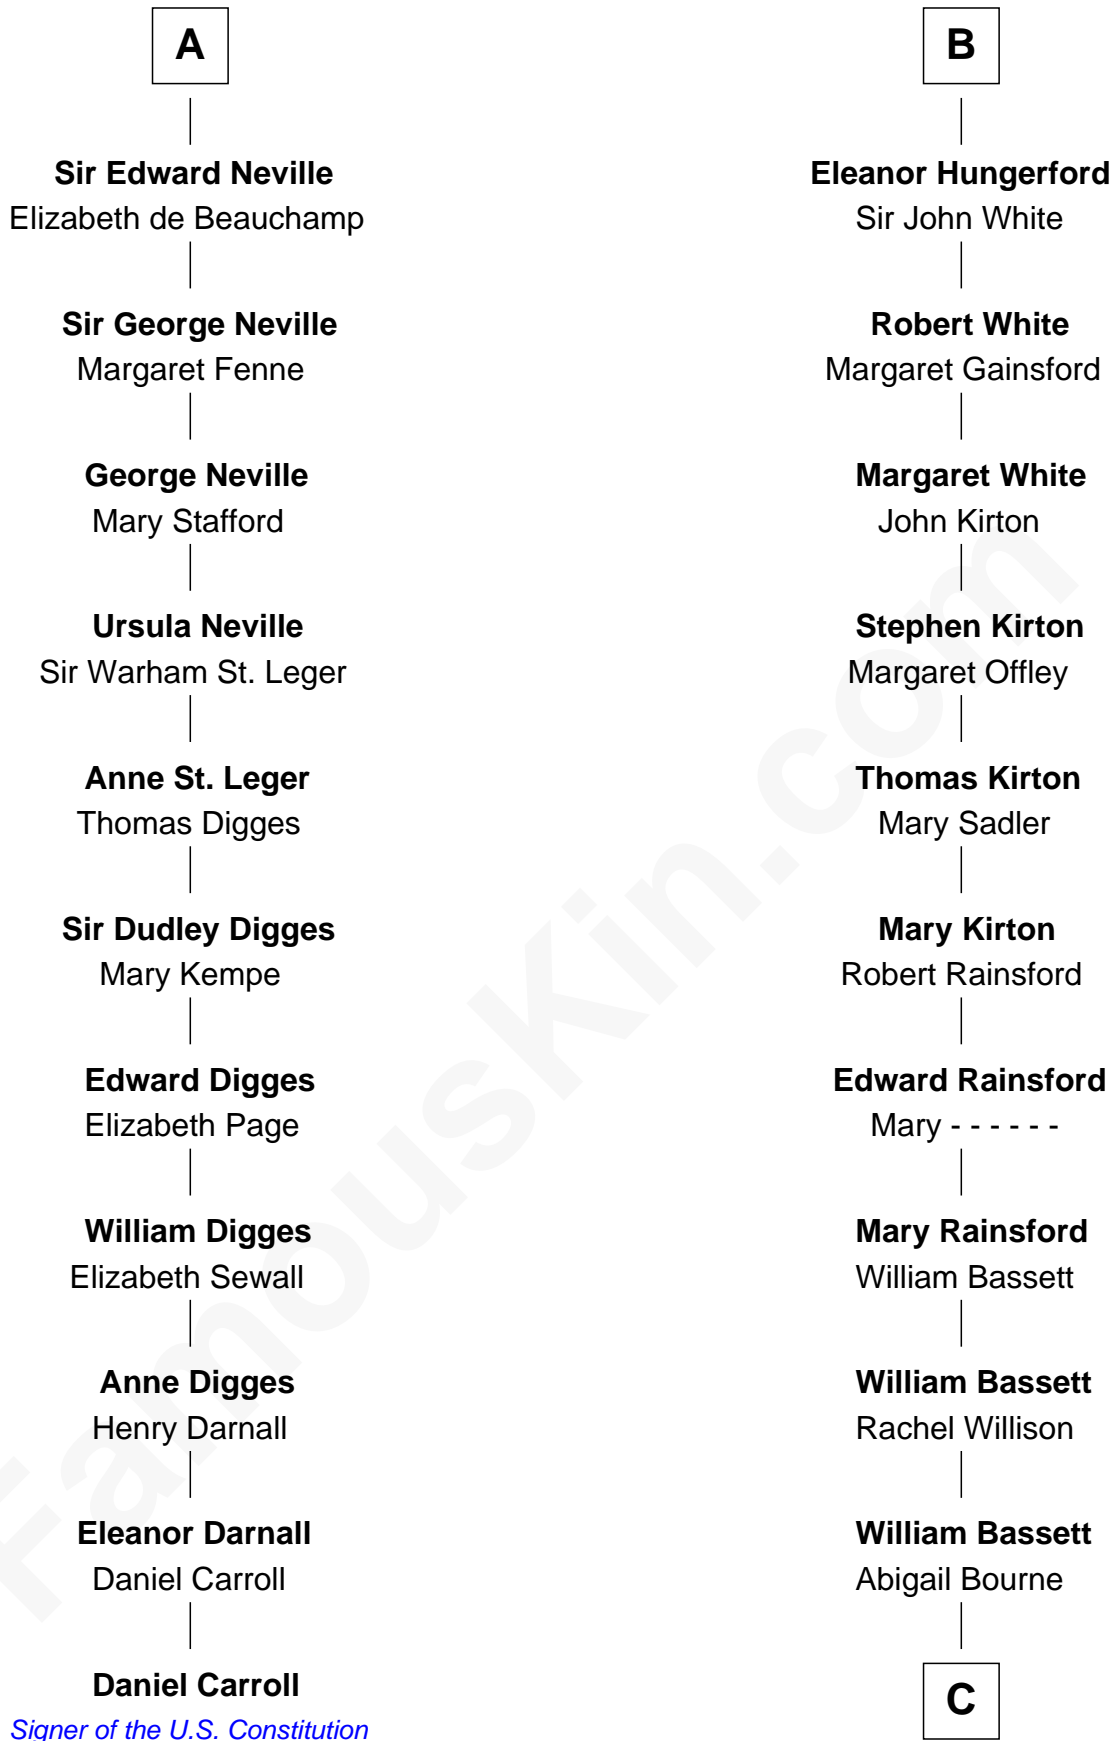 A
Sir Edward Neville
Elizabeth de Beauchamp
Sir George Neville
Margaret Fenne
George Neville
Mary Stafford
Ursula Neville
Sir Warham St. Leger
Anne St. Leger
Thomas Digges
Sir Dudley Digges
Mary Kempe
Edward Digges
Elizabeth Page
William Digges
Elizabeth Sewall
Anne Digges
Henry Darnall
Eleanor Darnall
Daniel Carroll
Daniel Carroll
Signer of the U.S. Constitution
B
Eleanor Hungerford
Sir John White
Robert White
Margaret Gainsford
Margaret White
John Kirton
Stephen Kirton
Margaret Offley
Thomas Kirton
Mary Sadler
Mary Kirton
Robert Rainsford
Edward Rainsford
Mary - - - - - -
Mary Rainsford
William Bassett
William Bassett
Rachel Willison
William Bassett
Abigail Bourne
C
FamousKin.com